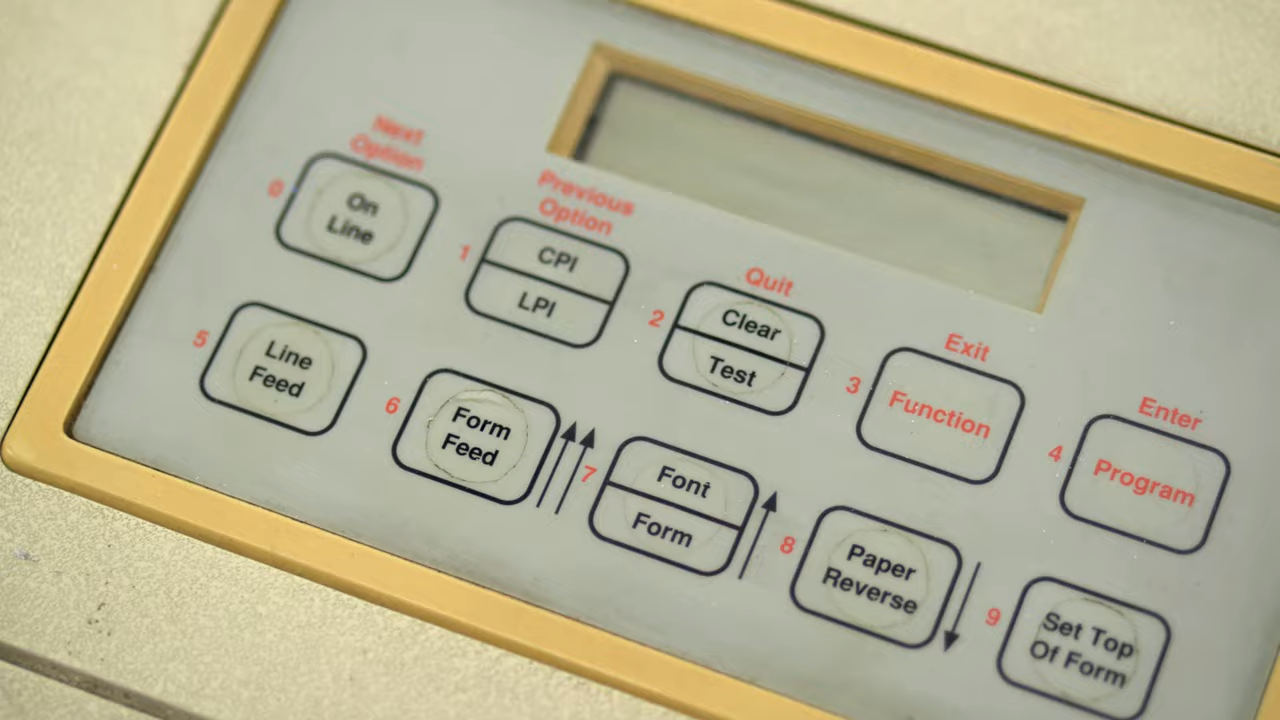 Next
Option
0
On
Line
Previous
Option
1
CPI
LPI
Quit
2
Clear
Test
Exit
3
Function
Enter
4
Program
5
Line
Feed
6
Form
Feed
7
Font
Form
8
Paper
Reverse
9
Set Top
Of Form